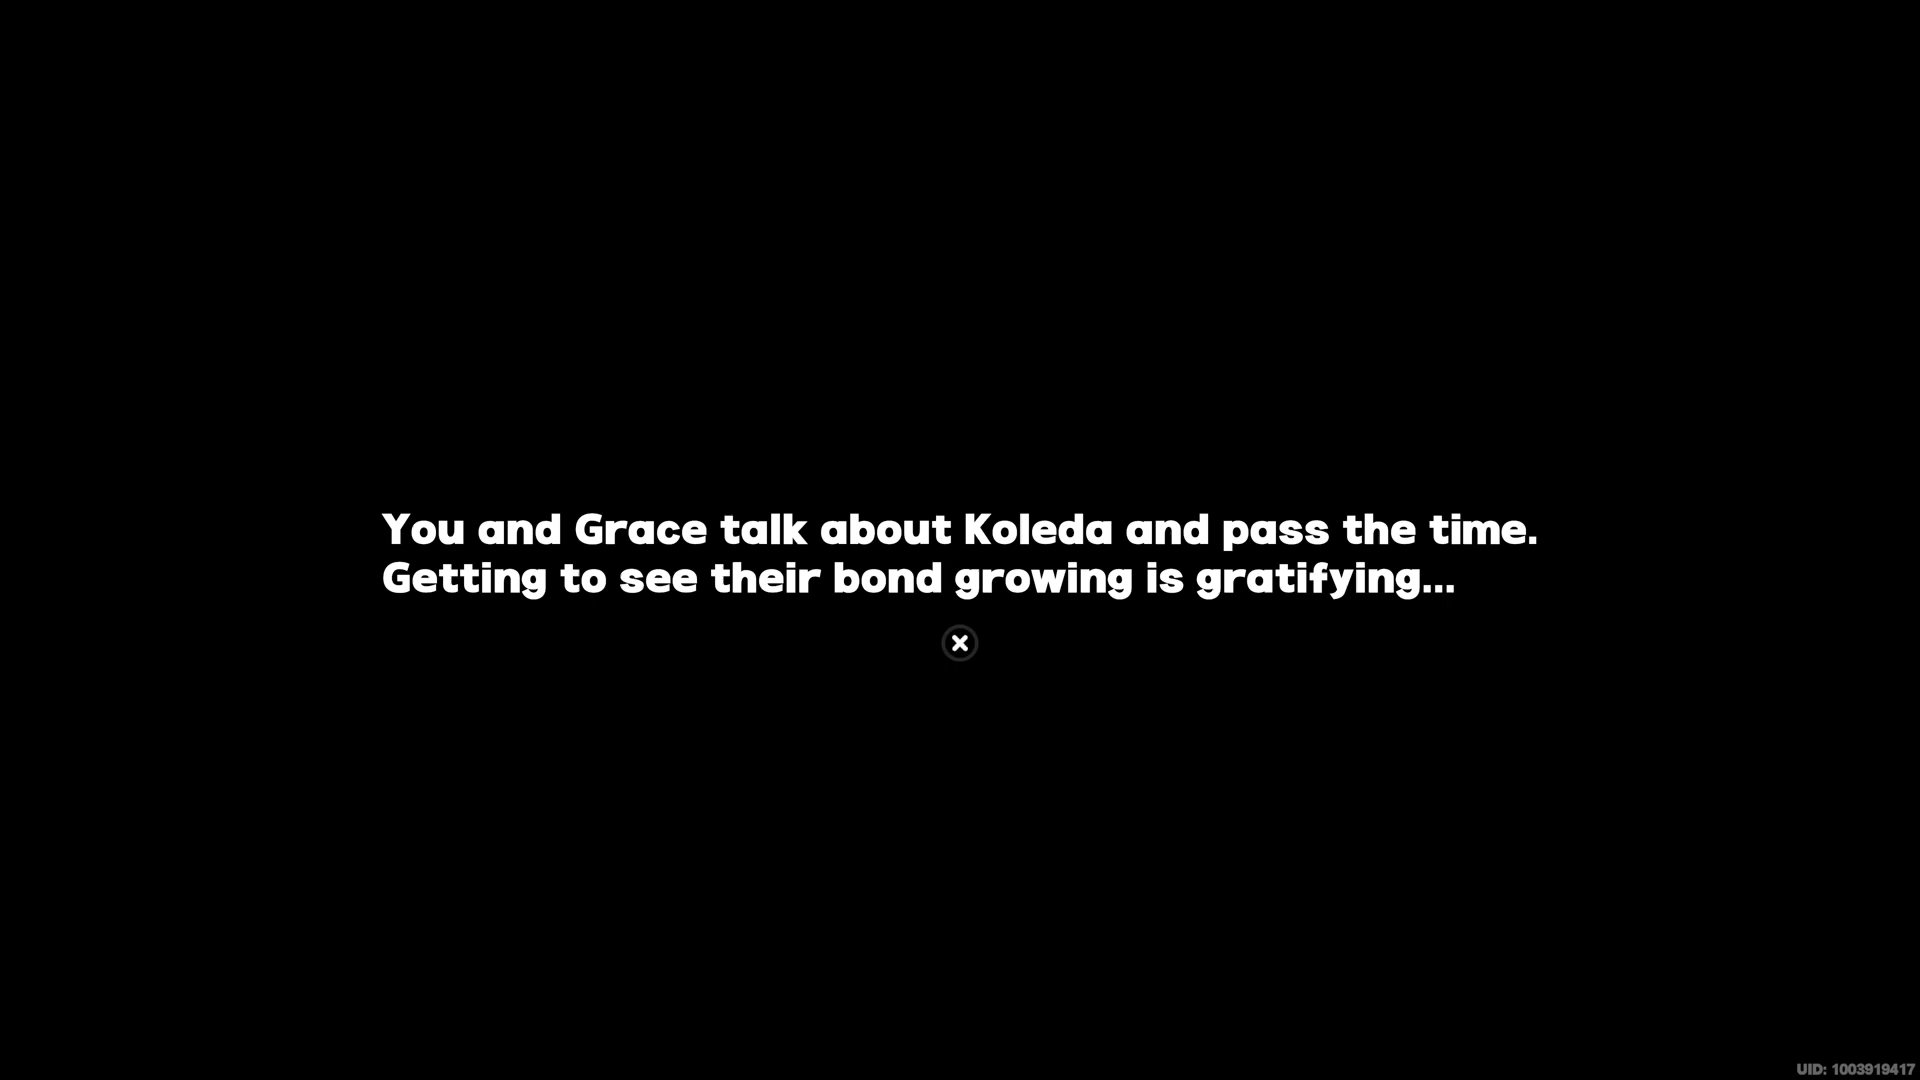 You and Grace talk about Koleda and pass the time.
Getting to see their bond growing is gratifying...
UID: 1003919417